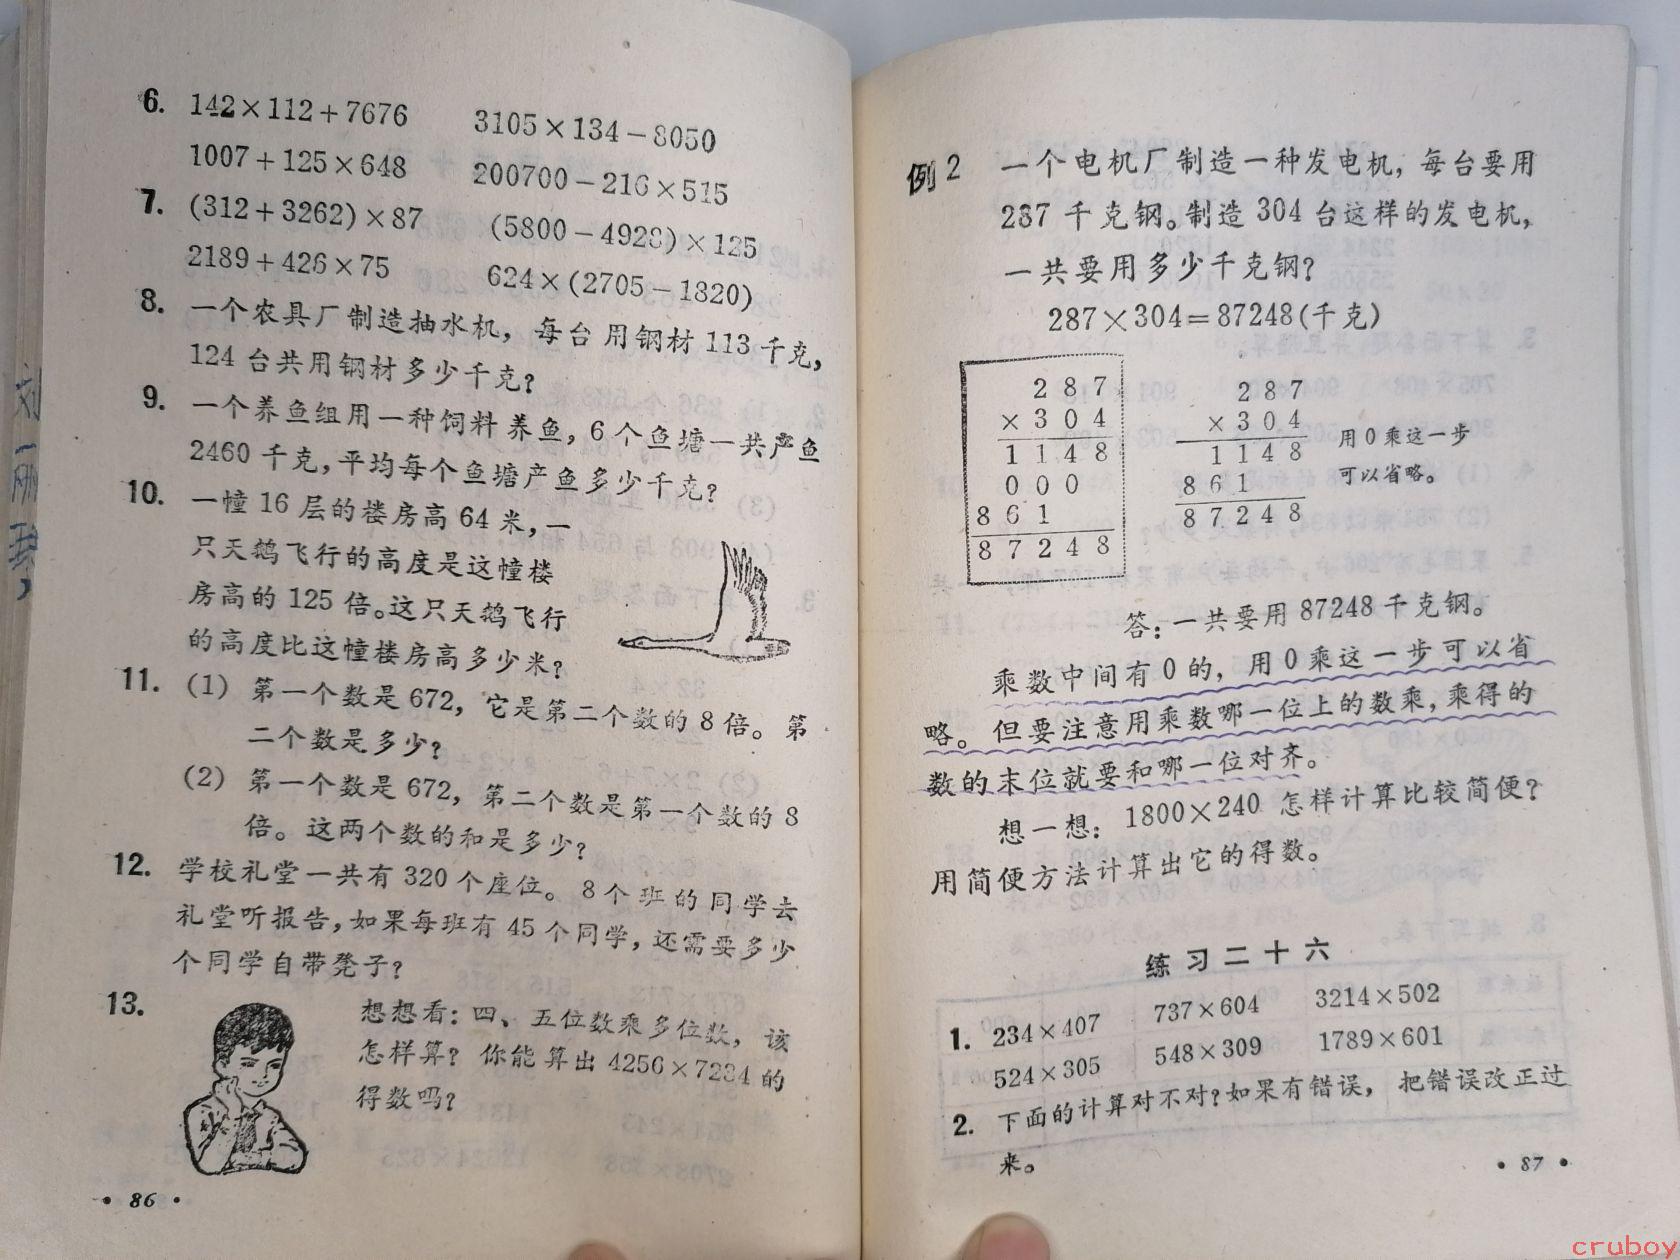 6. 142×112+7676 3105×134－8050
1007+125×648 200700－216×515
7. (312+3262)×87 (5800－4928)×125
2189+426×75 624×(2705－1820)
8. 一个农具厂制造抽水机，每台用钢材113千克，
124台共用钢材多少千克？
9. 一个养鱼组用一种饲料养鱼，6个鱼塘一共产鱼
2460千克，平均每个鱼塘产鱼多少千克？
10. 一幢16层的楼房高64米，一
只天鹅飞行的高度是这幢楼
房高的125倍。这只天鹅飞行
的高度比这幢楼房高多少米？
11. (1) 第一个数是672，它是第二个数的8倍。第
二个数是多少？
(2) 第一个数是672，第二个数是第一个数的8
倍。这两个数的和是多少？
12. 学校礼堂一共有320个座位。8个班的同学去
礼堂听报告，如果每班有45个同学，还需要多少
个同学自带凳子？
13. 想想看：四、五位数乘多位数，该
怎样算？你能算出4256×7234的
得数吗？
• 86 •
例2 一个电机厂制造一种发电机，每台要用
287千克钢。制造304台这样的发电机，
一共要用多少千克钢？
287×304=87248(千克)
287
×304
1148
000
861
87248
287
×304
1148
861
87248
用0乘这一步
可以省略。
答：一共要用87248千克钢。
乘数中间有0的，用0乘这一步可以省
略。但要注意用乘数哪一位上的数乘，乘得的
数的末位就要和哪一位对齐。
想一想：1800×240怎样计算比较简便？
用简便方法计算出它的得数。
练习二十六
1. 234×407 737×604 3214×502
524×305 548×309 1789×601
2. 下面的计算对不对？如果有错误，把错误改正过
来。
• 87 •
cruboy